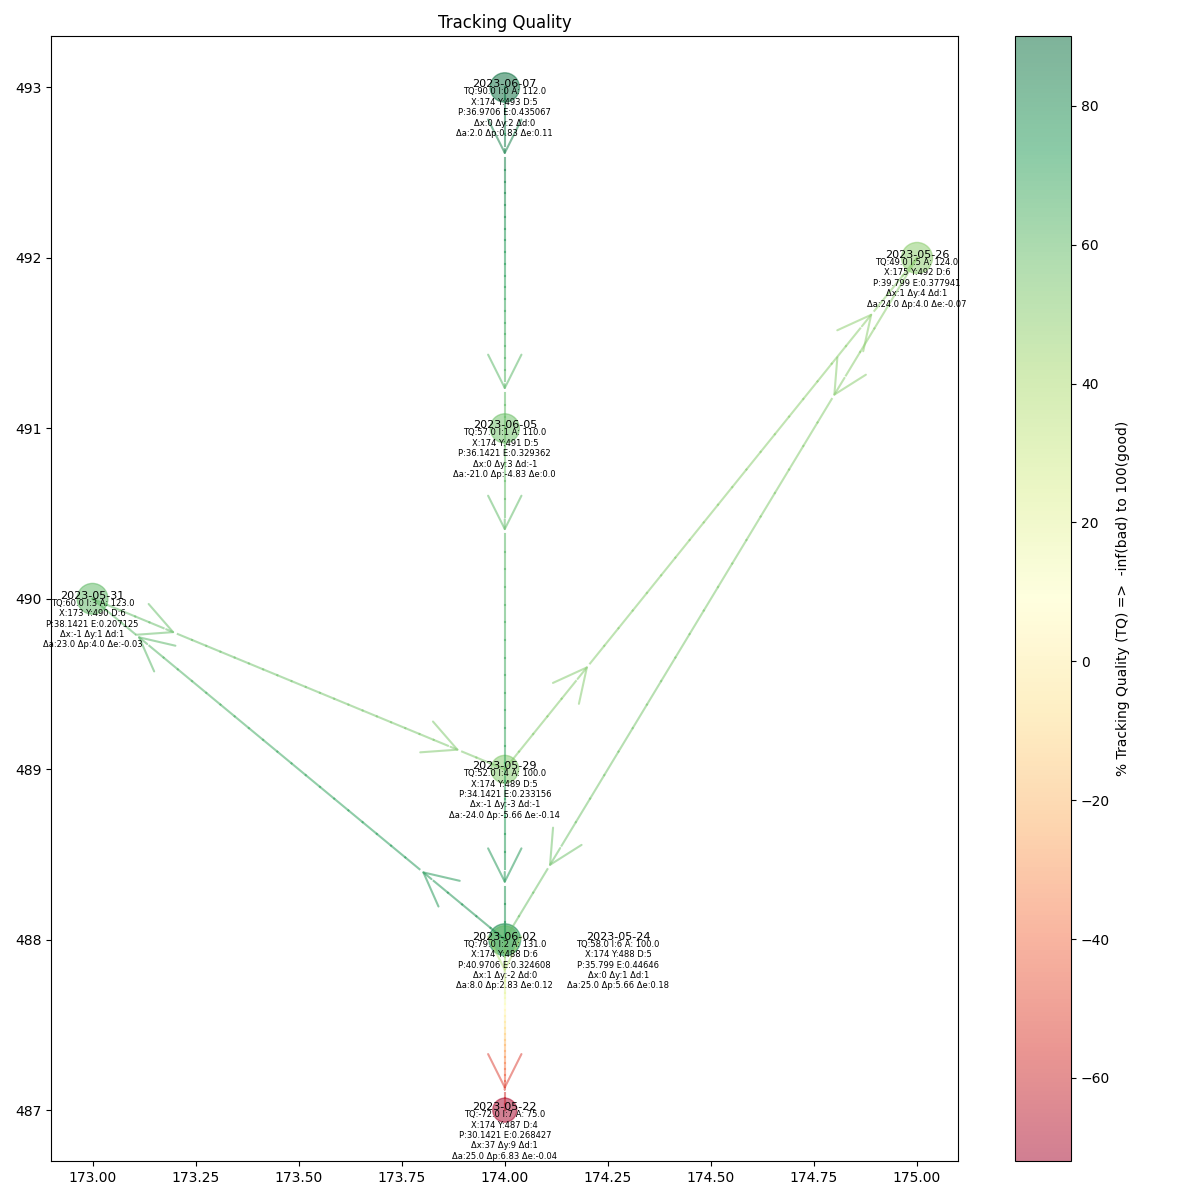 Tracking Quality
493
492
491
490
489
488
487
2023-06-07
TQ:90.0 I:0 A: 112.0
X:174 Y:493 D:5
P:36.9706 E:0.435067
Δx:0 Δy:2 Δd:0
Δa:2.0 Δp:0.83 Δe:0.11
2023-05-26
TQ:49.0 I:5 A: 124.0
X:175 Y:492 D:6
P:39.799 E:0.377941
Δx:1 Δy:4 Δd:1
Δa:24.0 Δp:4.0 Δe:-0.07
2023-06-05
TQ:57.0 I:1 A: 110.0
X:174 Y:491 D:5
P:36.1421 E:0.329362
Δx:0 Δy:3 Δd:-1
Δa:-21.0 Δp:-4.83 Δe:0.0
2023-05-31
TQ:60.0 I:3 A: 123.0
X:173 Y:490 D:6
P:38.1421 E:0.207125
Δx:-1 Δy:1 Δd:1
Δa:23.0 Δp:4.0 Δe:-0.03
2023-05-29
TQ:52.0 I:4 A: 100.0
X:174 Y:489 D:5
P:34.1421 E:0.233156
Δx:-1 Δy:-3 Δd:-1
Δa:-24.0 Δp:-5.66 Δe:-0.14
2023-06-02
TQ:79.0 I:2 A: 131.0
X:174 Y:488 D:6
P:40.9706 E:0.324608
Δx:1 Δy:-2 Δd:0
Δa:8.0 Δp:2.83 Δe:0.12
2023-05-24
TQ:58.0 I:6 A: 100.0
X:174 Y:488 D:5
P:35.799 E:0.44646
Δx:0 Δy:1 Δd:1
Δa:25.0 Δp:5.66 Δe:0.18
2023-05-22
TQ:-72.0 I:7 A: 75.0
X:174 Y:487 D:4
P:30.1421 E:0.268427
Δx:37 Δy:9 Δd:1
Δa:25.0 Δp:6.83 Δe:-0.04
173.00
173.25
173.50
173.75
174.00
174.25
174.50
174.75
175.00
80
60
40
20
0
−20
−40
−60
% Tracking Quality (TQ) => -inf(bad) to 100(good)